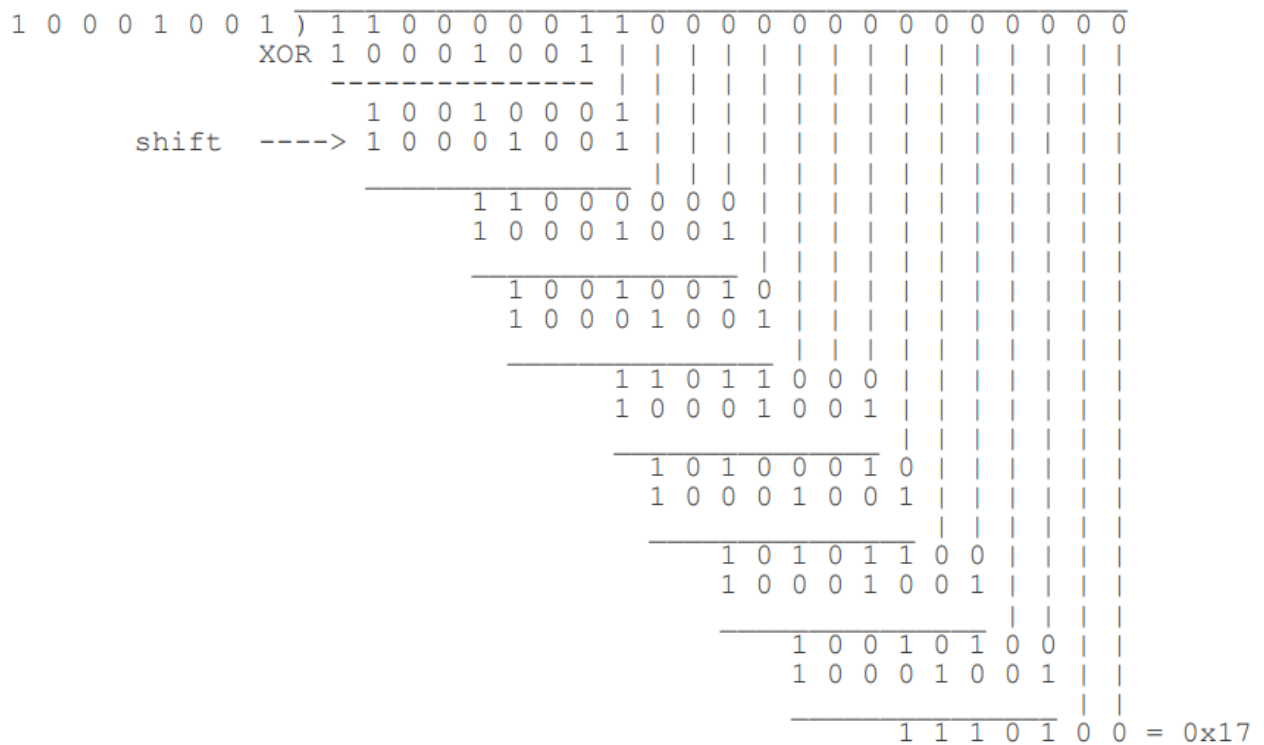 1 0 0 0 1 0 0 1 ) 1 1 0 0 0 0 0 1 1 0 0 0 0 0 0 0 0 0 0 0 0 0 0
XOR 1 0 0 0 1 0 0 1
1 0 0 1 0 0 0 1
shift ----> 1 0 0 0 1 0 0 1
1 1 0 0 0 0 0 0
1 0 0 0 1 0 0 1
1 0 0 1 0 0 1 0
1 0 0 0 1 0 0 1
1 1 0 1 1 0 0 0
1 0 0 0 1 0 0 1
1 0 1 0 0 0 1 0
1 0 0 0 1 0 0 1
1 0 1 0 1 1 0 0
1 0 0 0 1 0 0 1
1 0 0 1 0 1 0 0
1 0 0 0 1 0 0 1
1 1 1 0 1 0 0 = 0x17